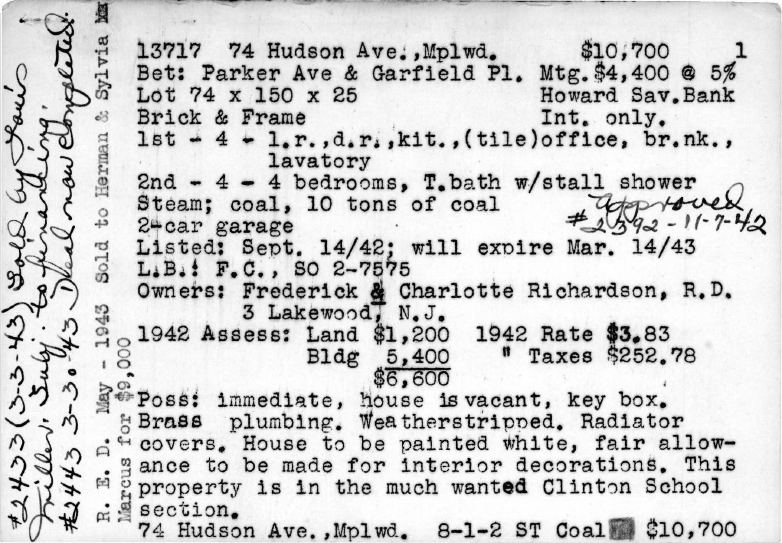 13717 74 Hudson Ave.,Mplwd. $10,700 1
Bet: Parker Ave & Garfield Pl. Mtg.$4,400 @ 5%
Lot 74 x 150 x 25 Howard Sav.Bank
Brick & Frame Int. only.
1st - 4 - l.r.,d.r.,kit.,(tile)office, br.nk.,
lavatory
2nd - 4 - 4 bedrooms, T.bath w/stall shower
Steam; coal, 10 tons of coal
2-car garage
Approved
#2392 - 11-7-42
Listed: Sept. 14/42; will expire Mar. 14/43
L.B.: F.C., SO 2-7575
Owners: Frederick & Charlotte Richardson, R.D.
3 Lakewood, N.J.
1942 Assess: Land $1,200 1942 Rate $3.83
Bldg 5,400 " Taxes $252.78
$6,600
Poss: immediate, house is vacant, key box.
Brass plumbing. Weatherstripped. Radiator
covers. House to be painted white, fair allow-
ance to be made for interior decorations. This
property is in the much wanted Clinton School
section.
74 Hudson Ave.,Mplwd. 8-1-2 ST Coal $10,700
#2433 (3-3-43) Sold by Louis
Miller. Subj. to financing.
#2443 3-30-43 Deal now completed.
R. E. D. May - 1943 Sold to Herman & Sylvia
Marcus for $9,000